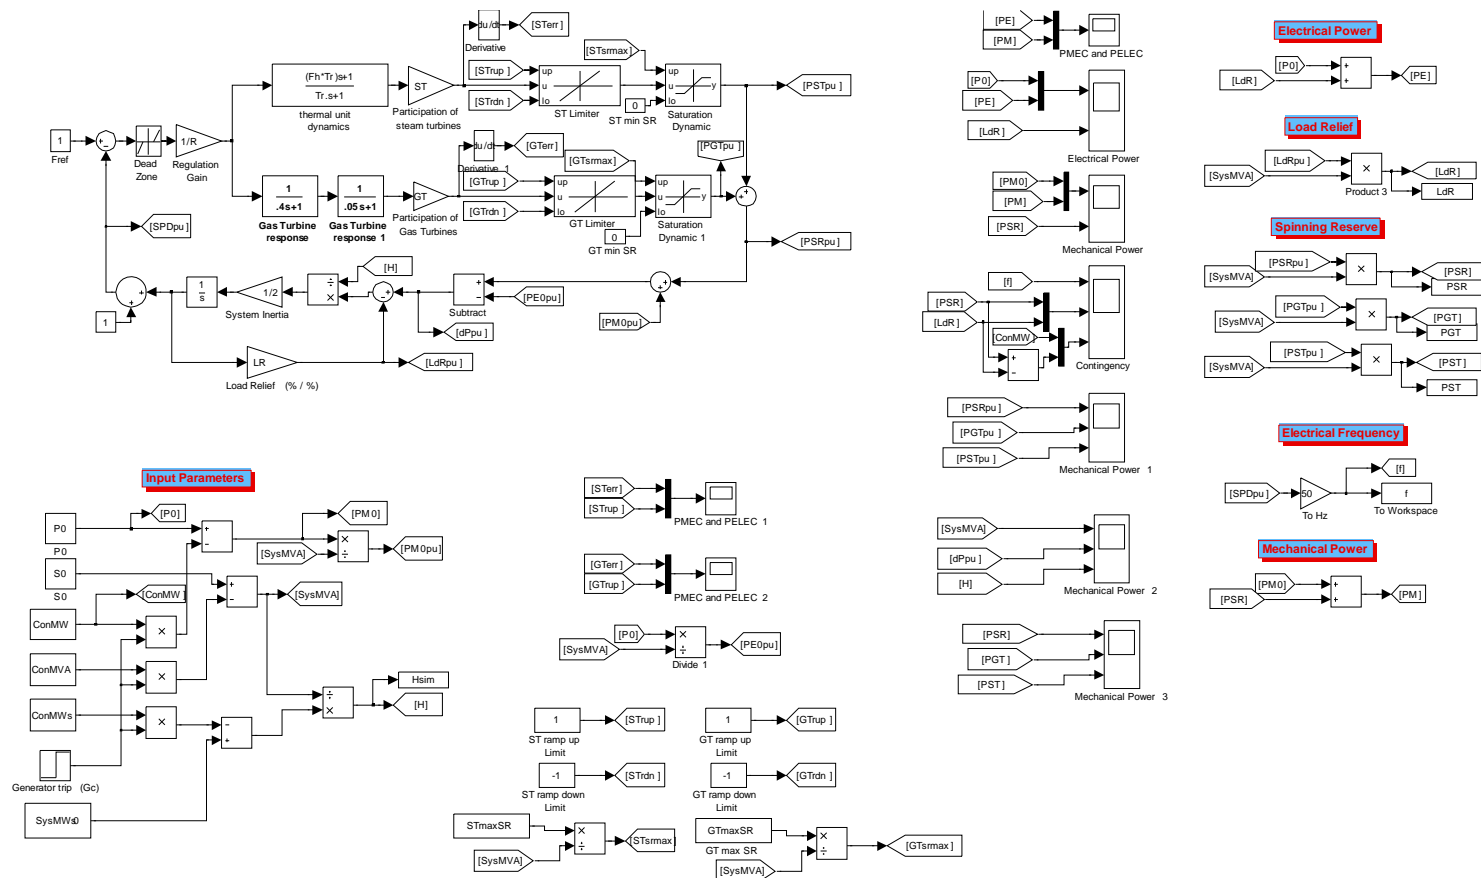 du/dt
[STerr]
Derivative
[STsrmax]
(Fh*Tr)s+1
Tr.s+1
thermal unit
dynamics
ST
Participation of
steam turbines
[STrup]
[STrdn ]
up
u
lo
ST Limiter
0
ST min SR
up
u
lo
y
Saturation
Dynamic
[PSTpu ]
1
Fref
Dead
Zone
1/R
Regulation
Gain
du/dt
[GTerr]
Derivative 1
[GTsrmax]
[PGTpu ]
1
.4s+1
Gas Turbine
response
1
.05s+1
Gas Turbine
response 1
GT
Participation of
Gas Turbines
[GTrup]
[GTrdn]
up
u
lo
GT Limiter
0
GT min SR
up
u
lo
y
Saturation
Dynamic 1
[SPDpu ]
[PSRpu ]
1
1
s
1/2
System Inertia
÷
×
[H]
Subtract
[PE0pu ]
[PM0pu ]
[dPpu ]
LR
Load Relief (% / %)
[LdRpu ]
[PE]
[PM]
PMEC and PELEC
[P0]
[PE]
[LdR]
Electrical Power
[PM0]
[PM]
[PSR]
Mechanical Power
[f]
[PSR]
[LdR]
[ConMW]
Contingency
[PSRpu ]
[PGTpu ]
[PSTpu ]
Mechanical Power 1
[SysMVA]
[dPpu ]
[H]
Mechanical Power 2
[PSR]
[PGT ]
[PST ]
Mechanical Power 3
Electrical Power
[P0]
[LdR]
[PE]
Load Relief
[LdRpu ]
[SysMVA]
×
Product 3
[LdR]
LdR
Spinning Reserve
[PSRpu ]
[SysMVA]
×
[PSR]
PSR
[PGTpu ]
[SysMVA]
×
[PGT]
PGT
[PSTpu ]
[SysMVA]
×
[PST]
PST
Electrical Frequency
[SPDpu]
50
To Hz
[f]
f
To Workspace
Mechanical Power
[PM0]
[PSR]
[PM]
Input Parameters
P0
P0
[P0]
[PM0]
[SysMVA]
×
÷
[PM0pu]
S0
S0
[ConMW ]
[SysMVA]
ConMW
×
ConMVA
×
ConMWs
×
÷
×
Hsim
[H]
Generator trip (Gc)
SysMWs0
[STerr]
[STrup]
PMEC and PELEC 1
[GTerr]
[GTrup]
PMEC and PELEC 2
[P0]
[SysMVA]
×
÷
Divide 1
[PE0pu]
1
ST ramp up
Limit
[STrup ]
1
GT ramp up
Limit
[GTrup]
-1
ST ramp down
Limit
[STrdn ]
-1
GT ramp down
Limit
[GTrdn]
STmaxSR
[SysMVA]
×
÷
[STsrmax]
GTmaxSR
GT max SR
[SysMVA]
×
÷
[GTsrmax]